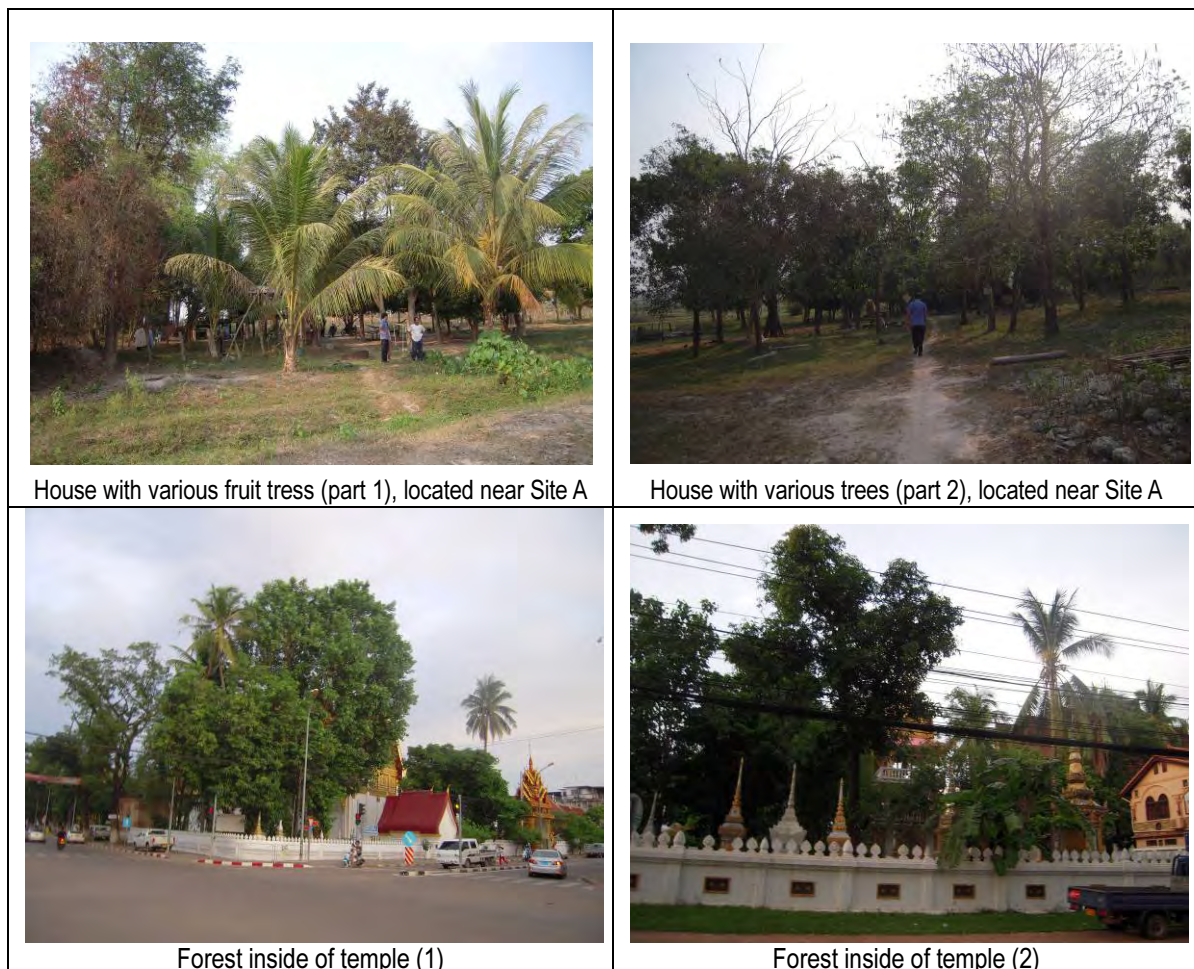 House with various fruit tress (part 1), located near Site A
House with various trees (part 2), located near Site A
Forest inside of temple (1)
Forest inside of temple (2)